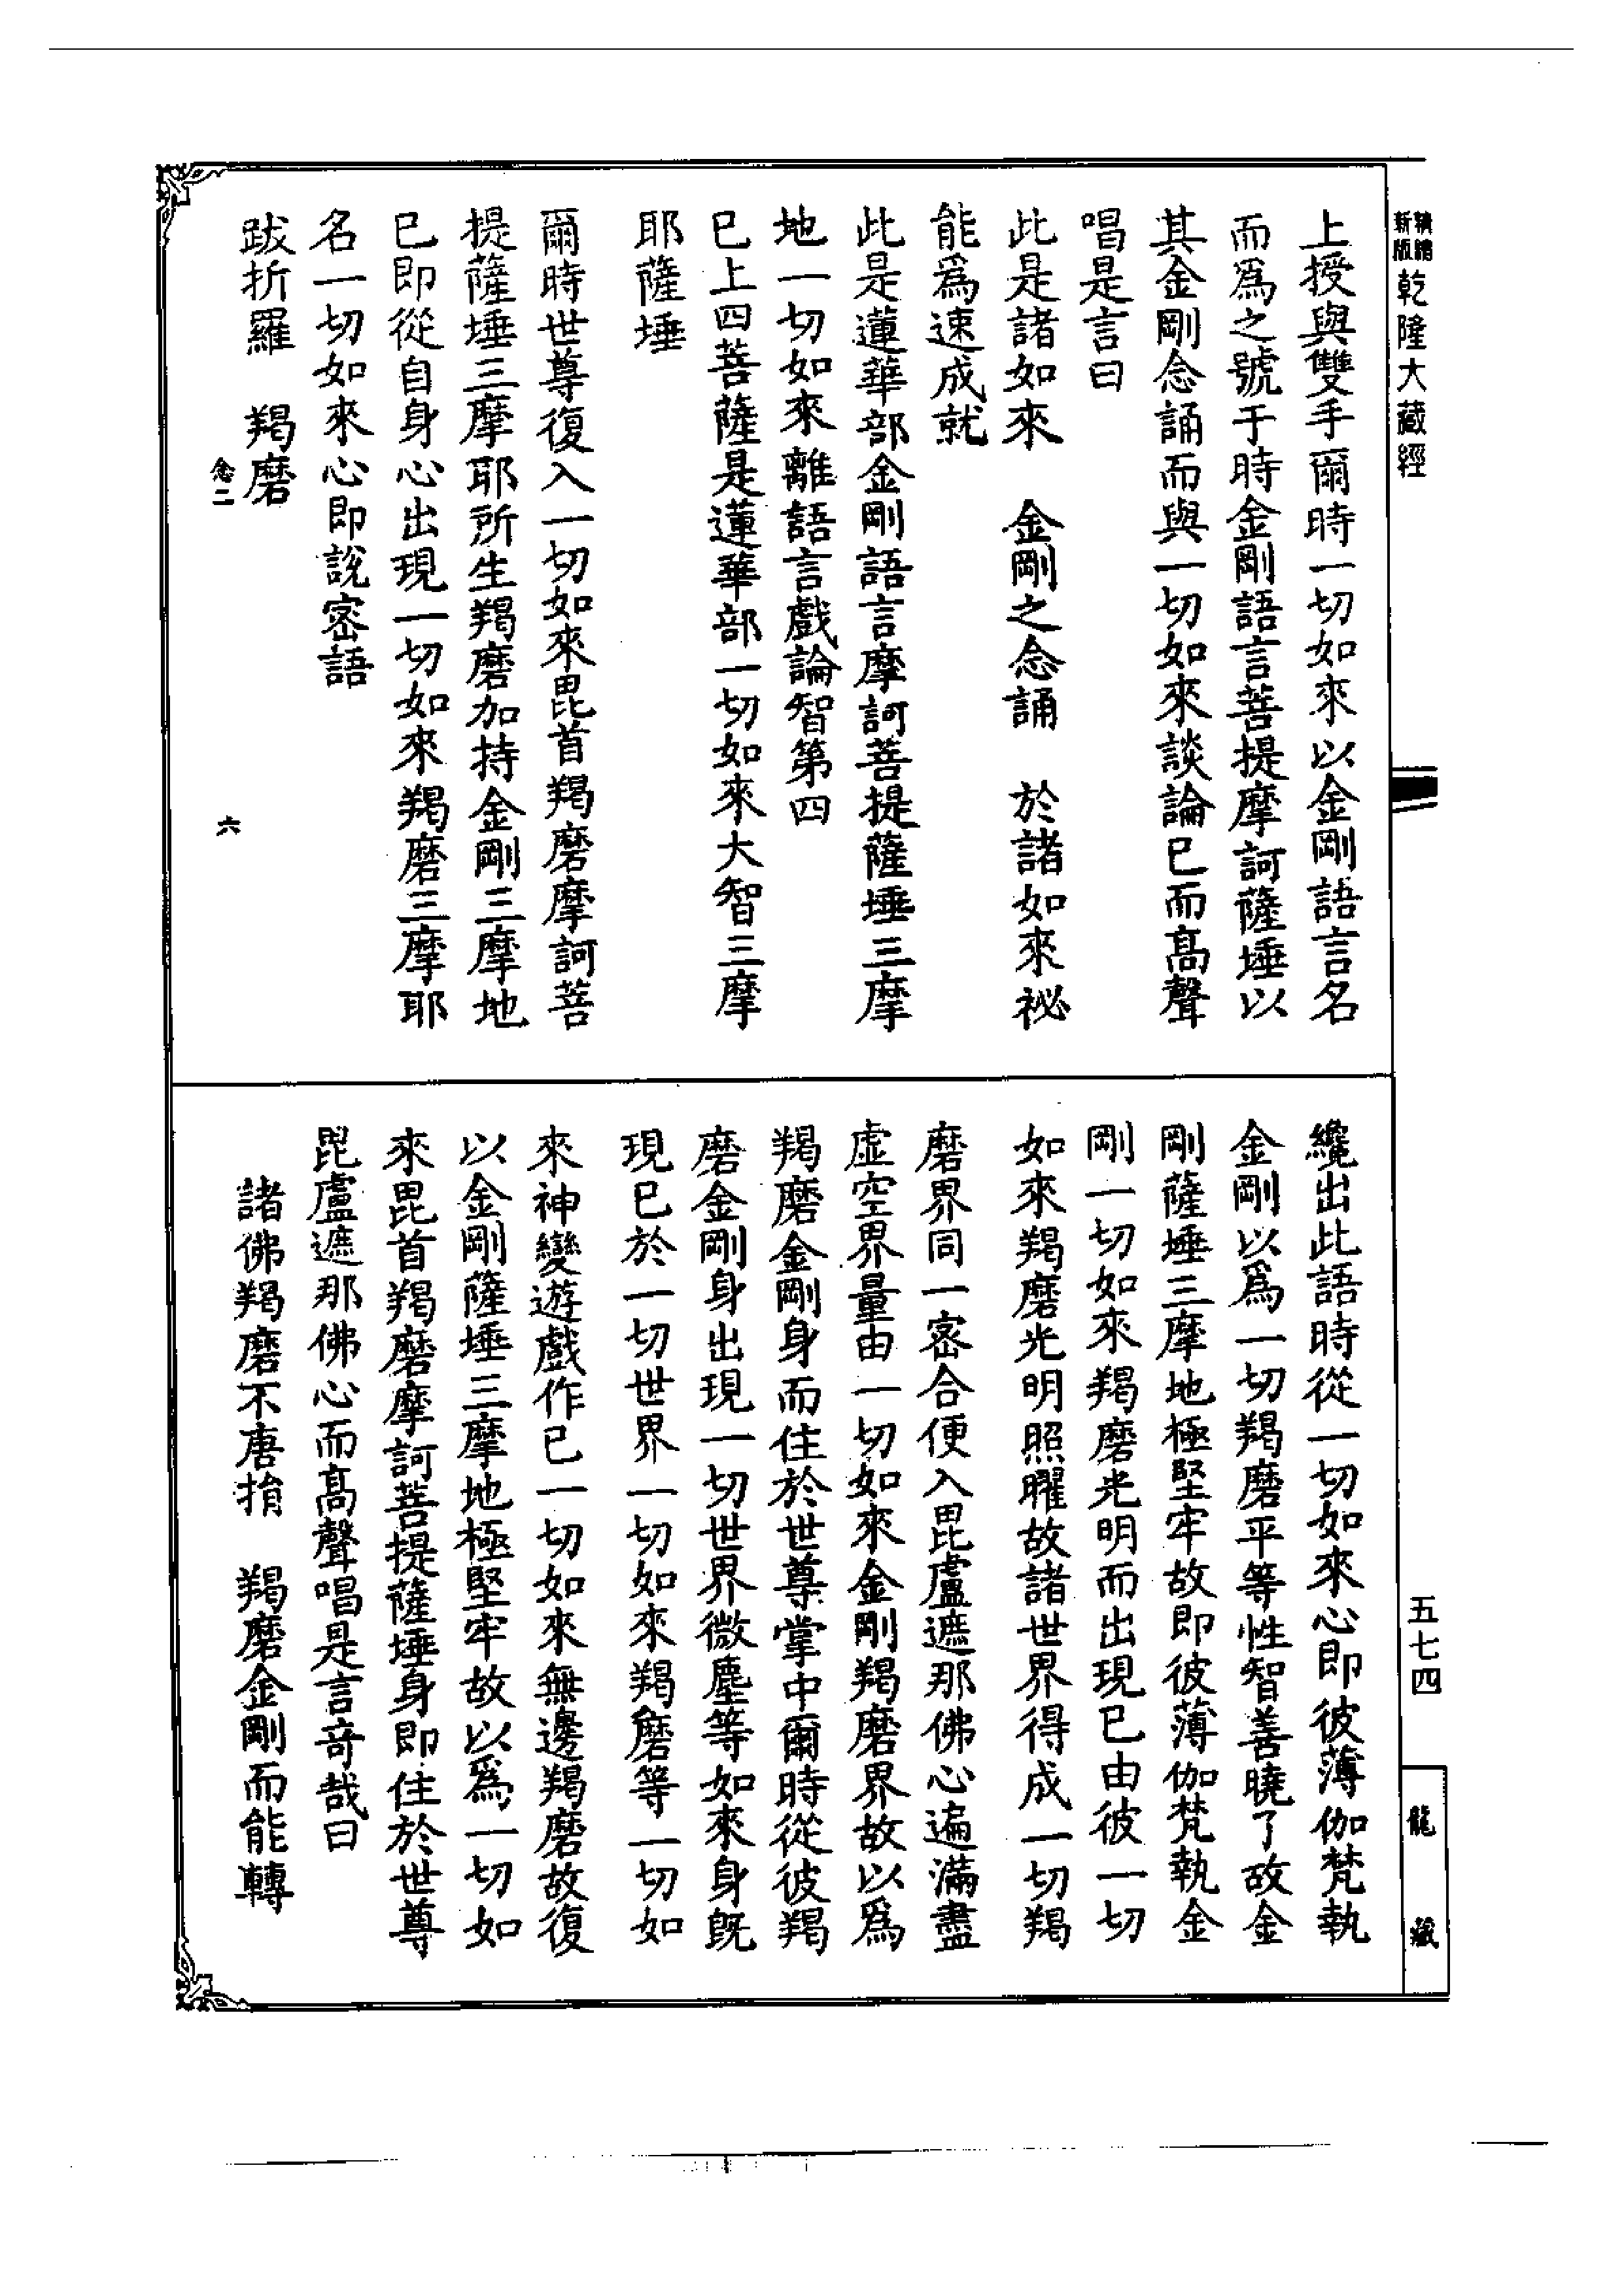 精繕
新版
乾隆大藏經
上授與雙手爾時一切如來以金剛語言名
而爲之號于時金剛語言菩提摩訶薩埵以
其金剛念誦而與一切如來談論已而高聲
唱是言曰
此是諸如來　金剛之念誦　於諸如來祕
能爲速成就
此是蓮華部金剛語言摩訶菩提薩埵三摩
地一切如來離語言戲論智第四
已上四菩薩是蓮華部一切如來大智三摩
耶薩埵
爾時世尊復入一切如來毘首羯磨摩訶菩
提薩埵三摩耶所生羯磨加持金剛三摩地
已即從自身心出現一切如來羯磨三摩耶
名一切如來心即說密語
跋折羅　羯磨
念二　六
纔出此語時從一切如來心即彼薄伽梵執
金剛以爲一切羯磨平等性智善曉了故金
剛薩埵三摩地極堅牢故即彼薄伽梵執金
剛一切如來羯磨光明而出現已由彼一切
如來羯磨光明照曜故諸世界得成一切羯
磨界同一密合便入毘盧遮那佛心遍滿盡
虛空界量由一切如來金剛羯磨界故以爲
羯磨金剛身而住於世尊掌中爾時從彼羯
磨金剛身出現一切世界微塵等如來身旣
現已於一切世界一切如來羯磨等一切如
來神變遊戲作已一切如來無邊羯磨故復
以金剛薩埵三摩地極堅牢故以爲一切如
來毘首羯磨摩訶菩提薩埵身即住於世尊
毘盧遮那佛心而高聲唱是言奇哉曰
諸佛羯磨不唐捐　羯磨金剛而能轉
五七四
龍藏